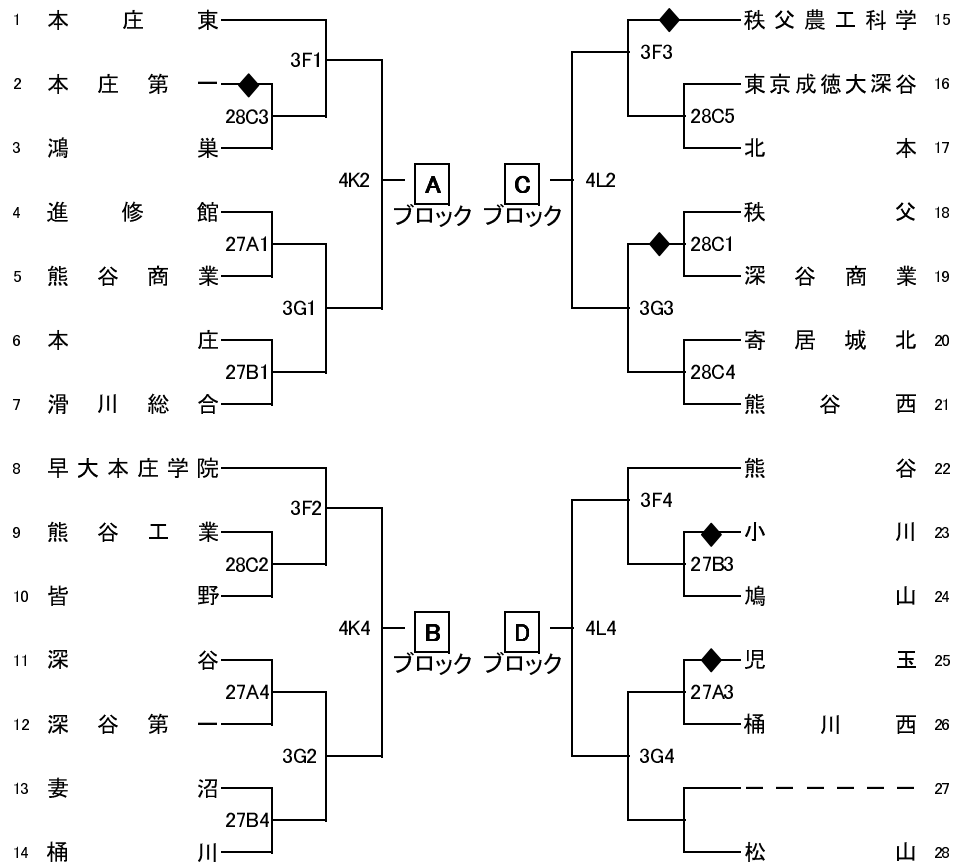 1 本庄東
3F1
2 本庄第一
28C3
3 鴻巣
4K2
A
ブロック
4 進修館
27A1
5 熊谷商業
3G1
6 本庄
27B1
7 滑川総合
8 早大本庄学院
3F2
9 熊谷工業
28C2
10 皆野
4K4
B
ブロック
11 深谷
27A4
12 深谷第一
3G2
13 妻沼
27B4
14 桶川
秩父農工科学 15
3F3
東京成徳大深谷 16
28C5
北本 17
C
4L2
ブロック
秩父 18
28C1
深谷商業 19
3G3
寄居城北 20
28C4
熊谷西 21
熊谷 22
3F4
小川 23
27B3
鳩山 24
D
4L4
ブロック
児玉 25
27A3
桶川西 26
3G4
－－－－－－ 27
松山 28